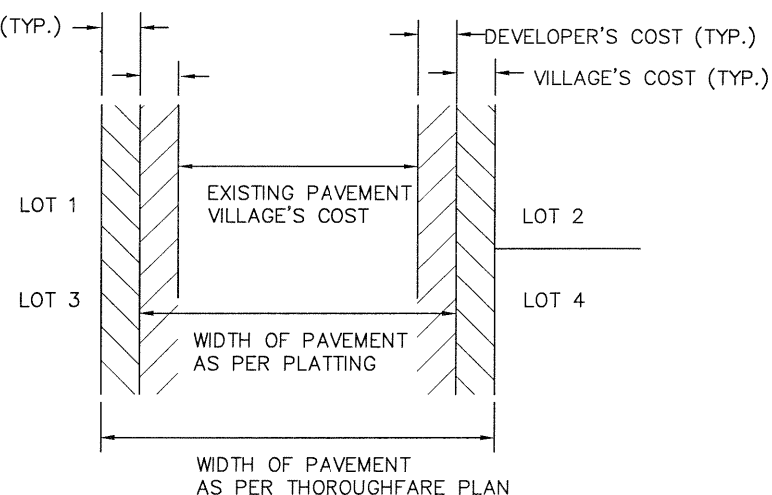 (TYP.)
DEVELOPER'S COST (TYP.)
VILLAGE'S COST (TYP.)
EXISTING PAVEMENT
VILLAGE'S COST
LOT 1
LOT 2
LOT 3
LOT 4
WIDTH OF PAVEMENT
AS PER PLATTING
WIDTH OF PAVEMENT
AS PER THOROUGHFARE PLAN